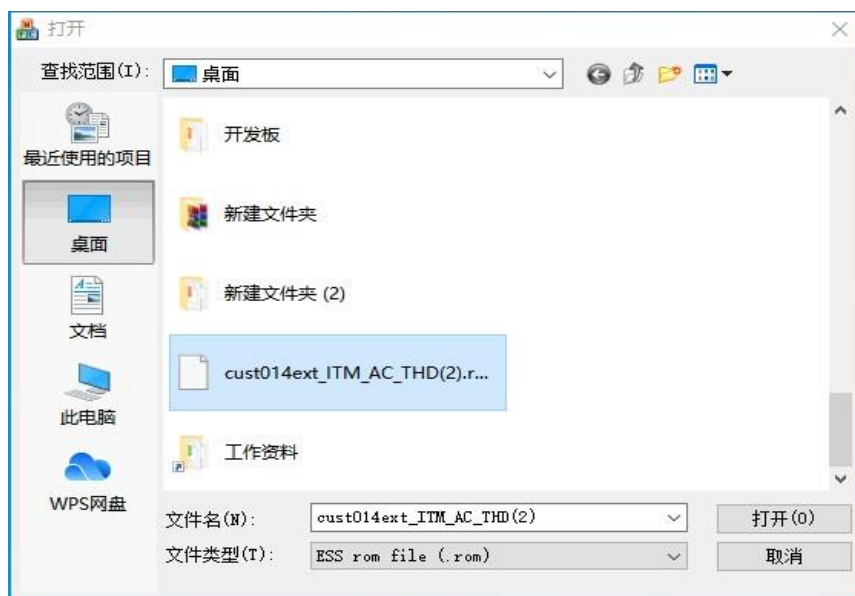 打开
查找范围(I):
桌面
最近使用的项目
桌面
文档
此电脑
WPS网盘
开发板
新建文件夹
新建文件夹 (2)
cust014ext_ITM_AC_THD(2).r...
工作资料
文件名(N):
cust014ext_ITM_AC_THD(2)
打开(O)
文件类型(T):
ESS rom file (.rom)
取消